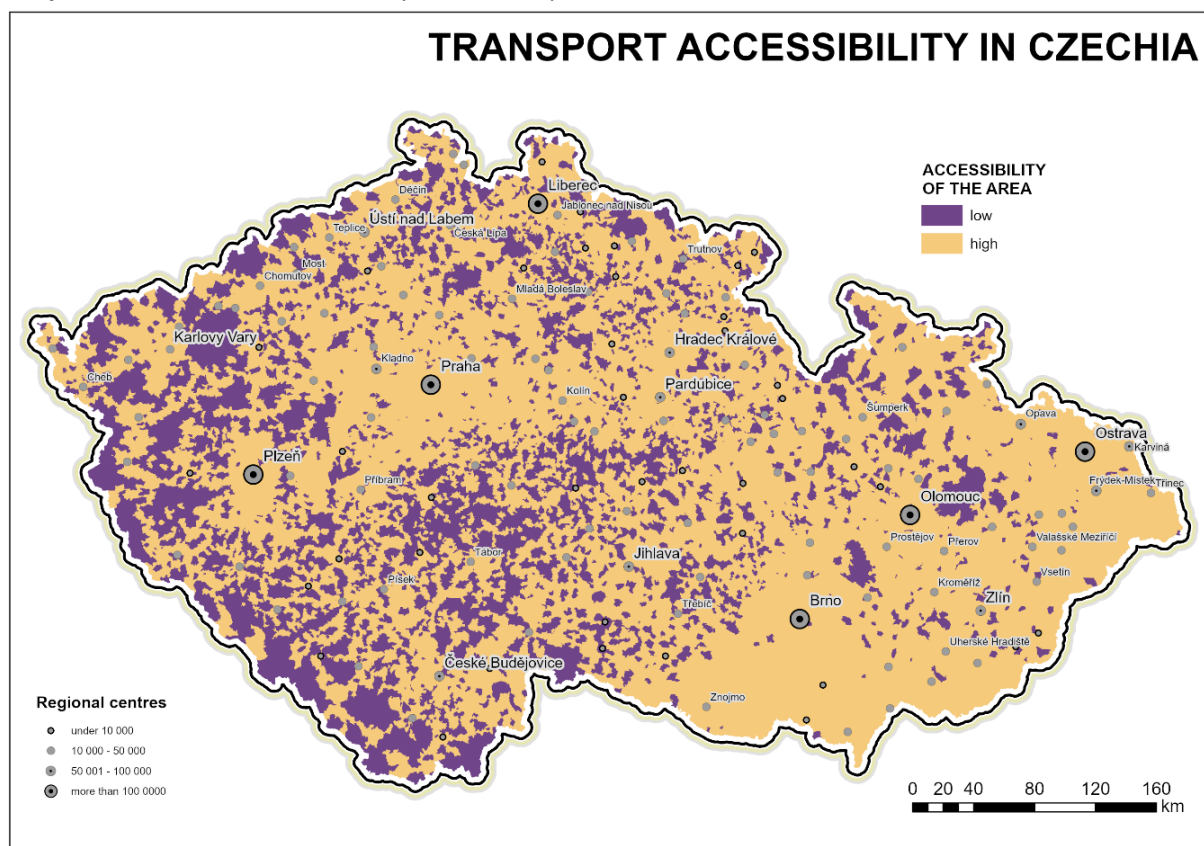 TRANSPORT ACCESSIBILITY IN CZECHIA
ACCESSIBILITY
OF THE AREA
low
high
Liberec
Děčín
Jablonec nad Nisou
Ústí nad Labem
Teplice
Česká Lípa
Trutnov
Most
Chomutov
Mladá Boleslav
Karlovy Vary
Hradec Králové
Kladno
Praha
Cheb
Kolín
Pardubice
Šumperk
Opava
Ostrava
Karviná
Plzeň
Příbram
Frýdek-Místek
Třinec
Olomouc
Prostějov
Přerov
Valašské Meziříčí
Jihlava
Tábor
Vsetín
Písek
Kroměříž
Zlín
Třebíč
Brno
Uherské Hradiště
České Budějovice
Znojmo
Regional centres
under 10 000
10 000 - 50 000
50 001 - 100 000
more than 100 0000
0 20 40 80 120 160
km